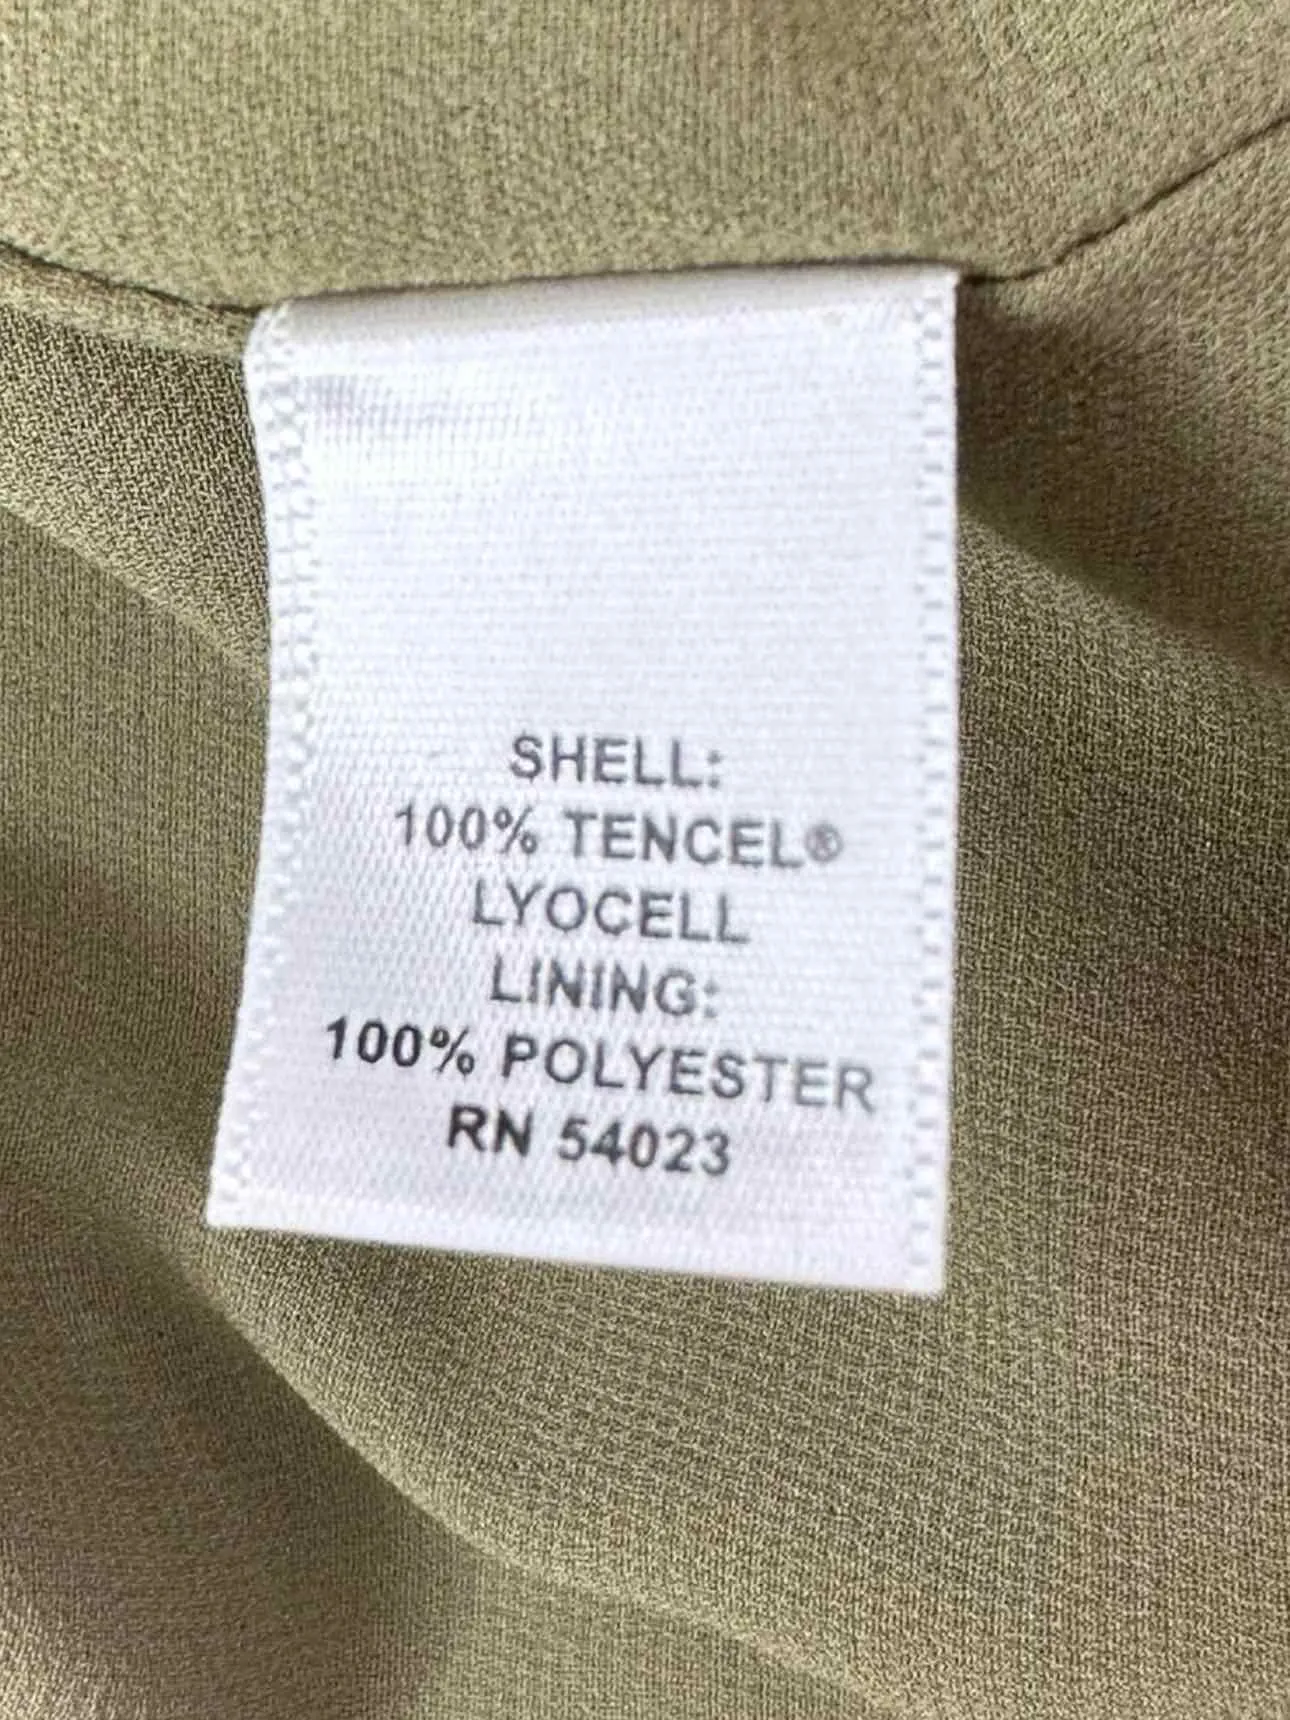 SHELL:
100% TENCEL®
LYOCELL
LINING:
100% POLYESTER
RN 54023